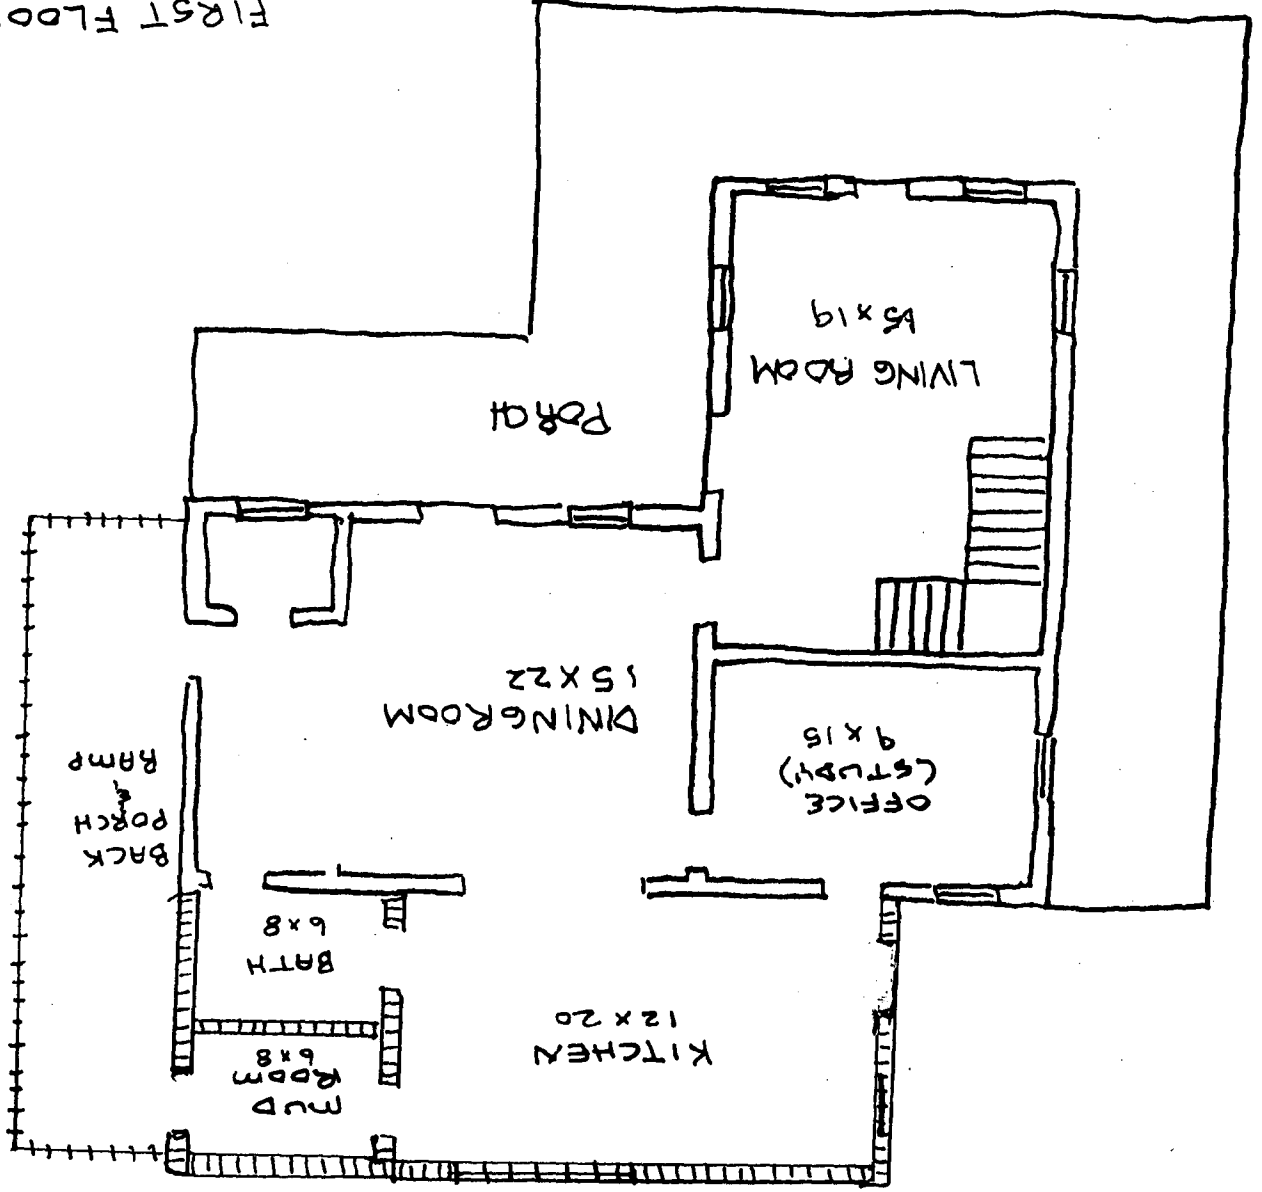 MUD
ROOM
6 x 8
KITCHEN
12 x 20
BATH
6 x 8
OFFICE
(STUDY)
9 x 15
DINING ROOM
15 x 22
BACK
PORCH
&
RAMP
LIVING ROOM
15 x 19
PORCH
FIRST FLOO